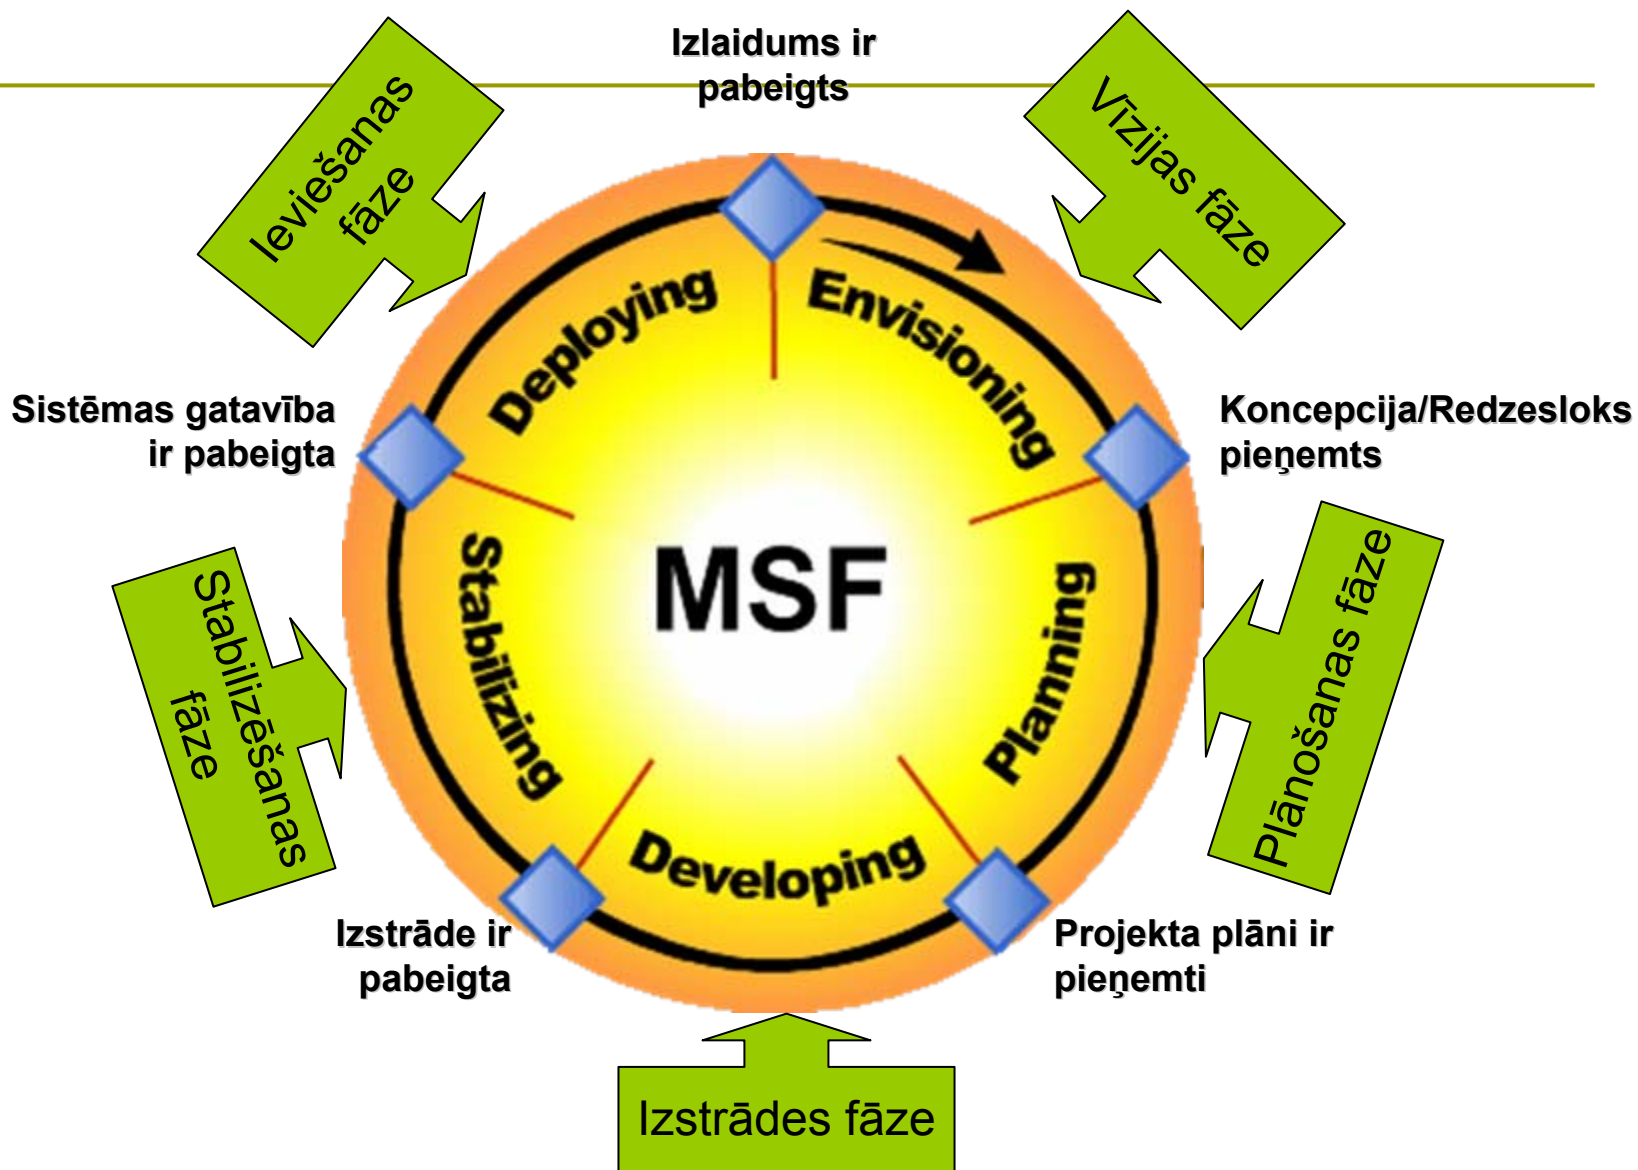 Izlaidums ir
pabeigts
Ieviešanas
fāze
Vīzijas fāze
Deploying
Envisioning
Sistēmas gatavība
ir pabeigta
Koncepcija/Redzesloks
pieņemts
MSF
Stabilizing
Planning
Stabilizēšanas
fāze
Plānošanas fāze
Developing
Izstrāde ir
pabeigta
Projekta plāni ir
pieņemti
Izstrādes fāze